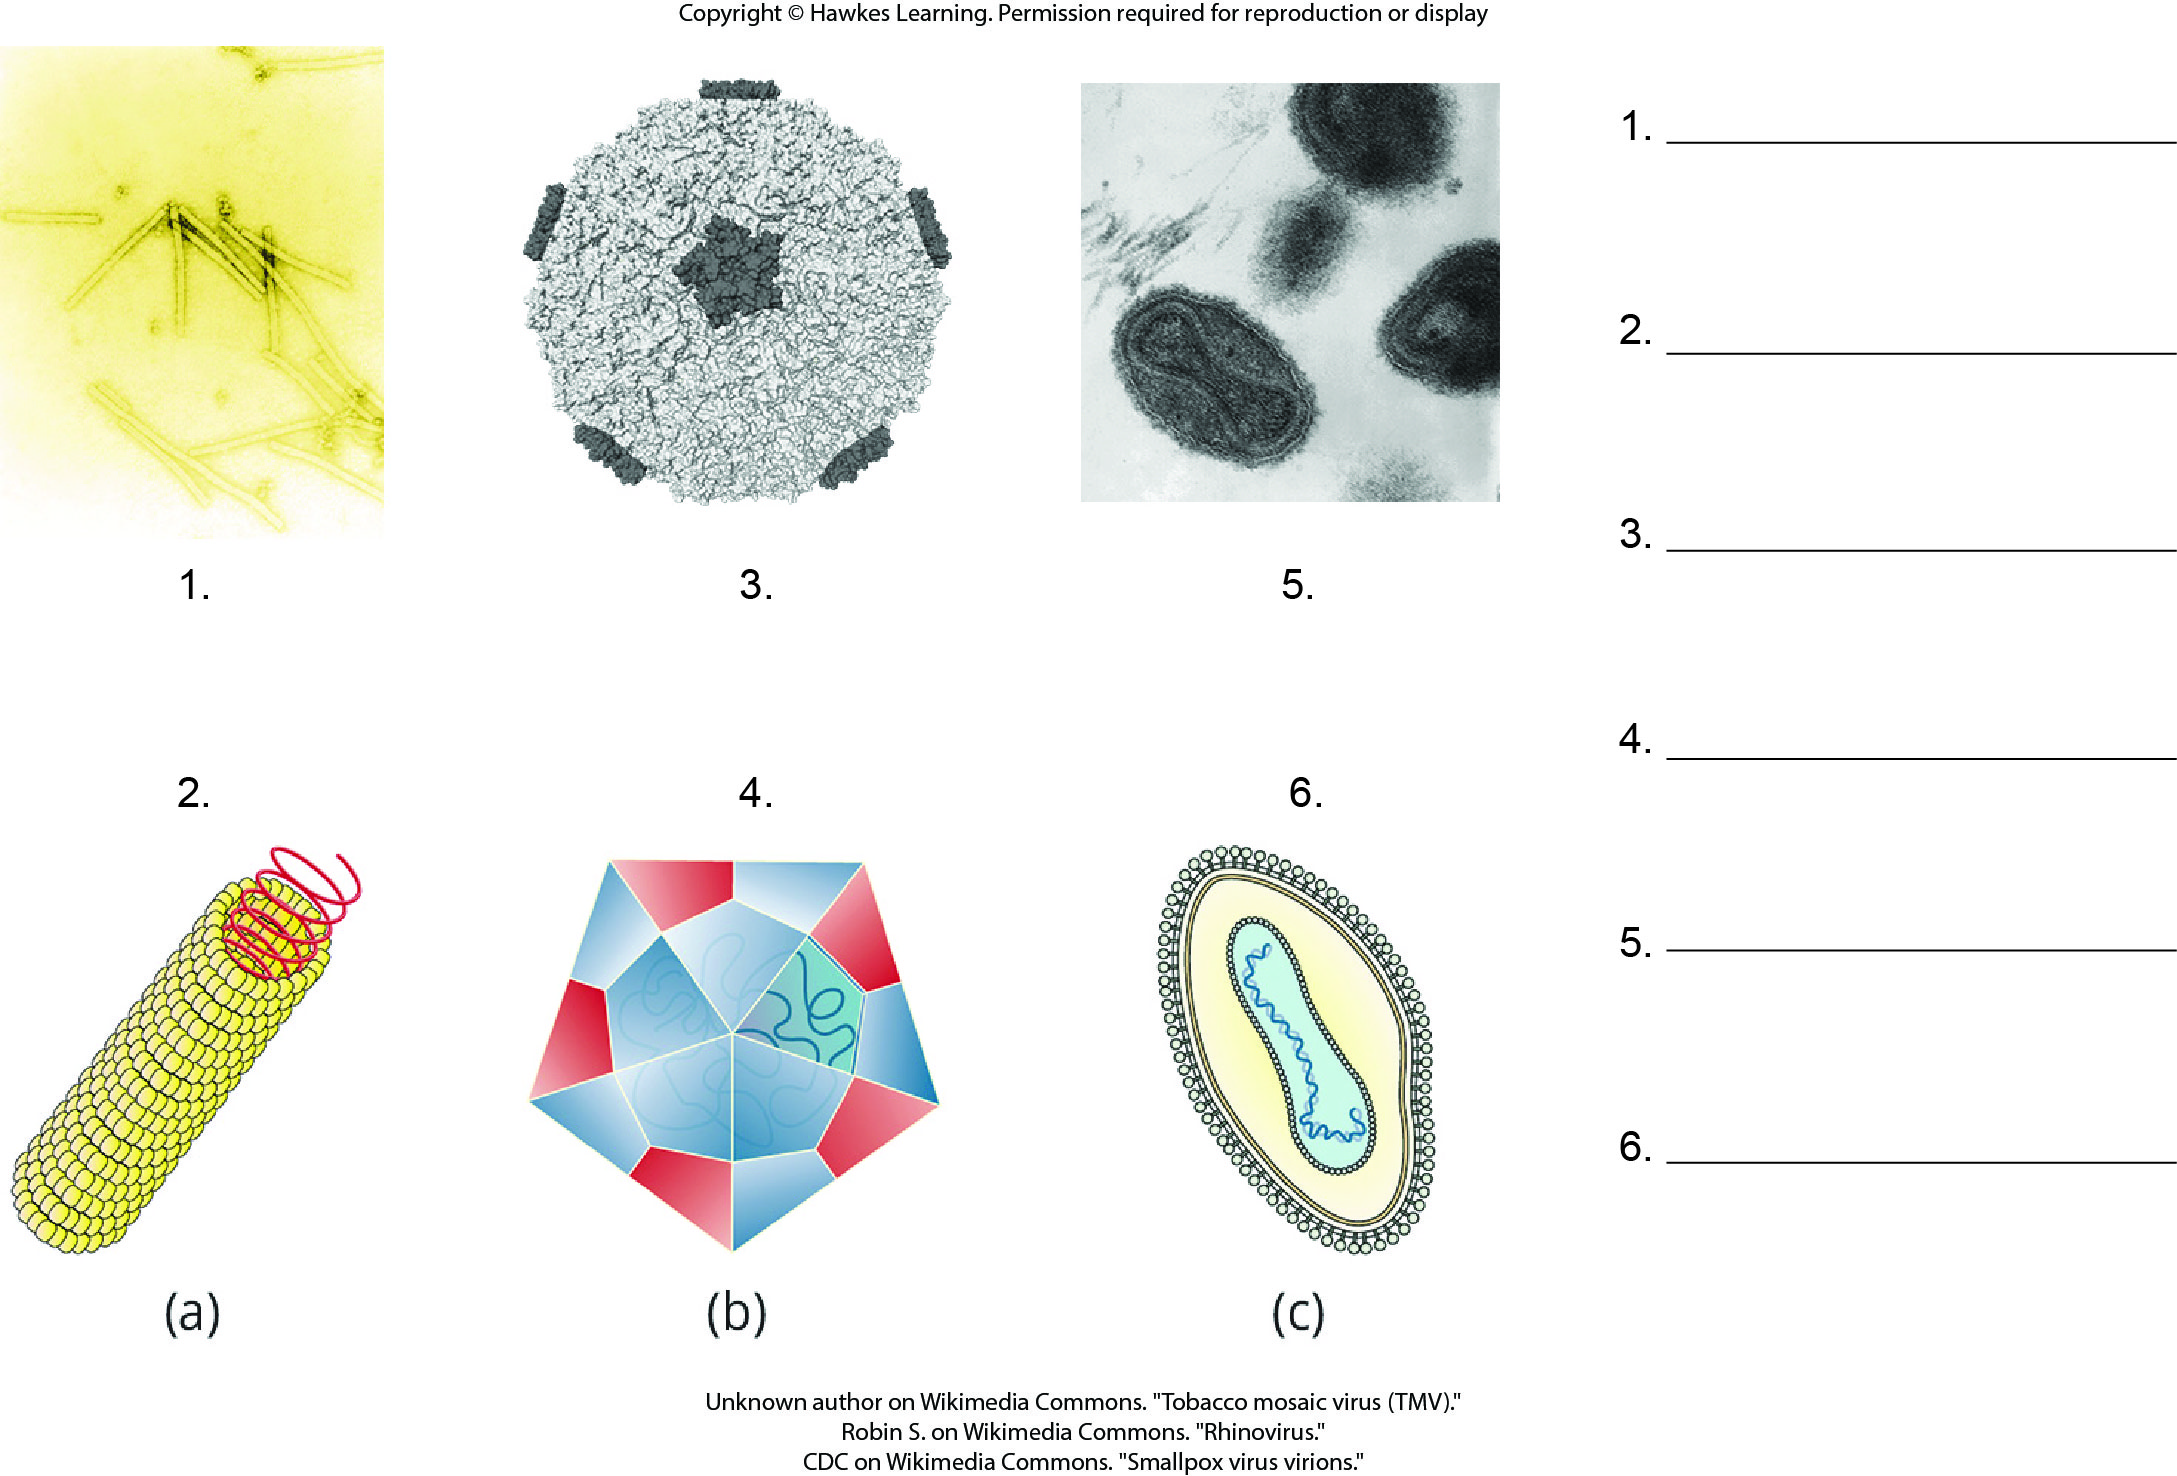 Copyright © Hawkes Learning. Permission required for reproduction or display
1.
3.
5.
2.
4.
6.
(a)
(b)
(c)
1.
2.
3.
4.
5.
6.
Unknown author on Wikimedia Commons. "Tobacco mosaic virus (TMV)."
Robin S. on Wikimedia Commons. "Rhinovirus."
CDC on Wikimedia Commons. "Smallpox virus virions."